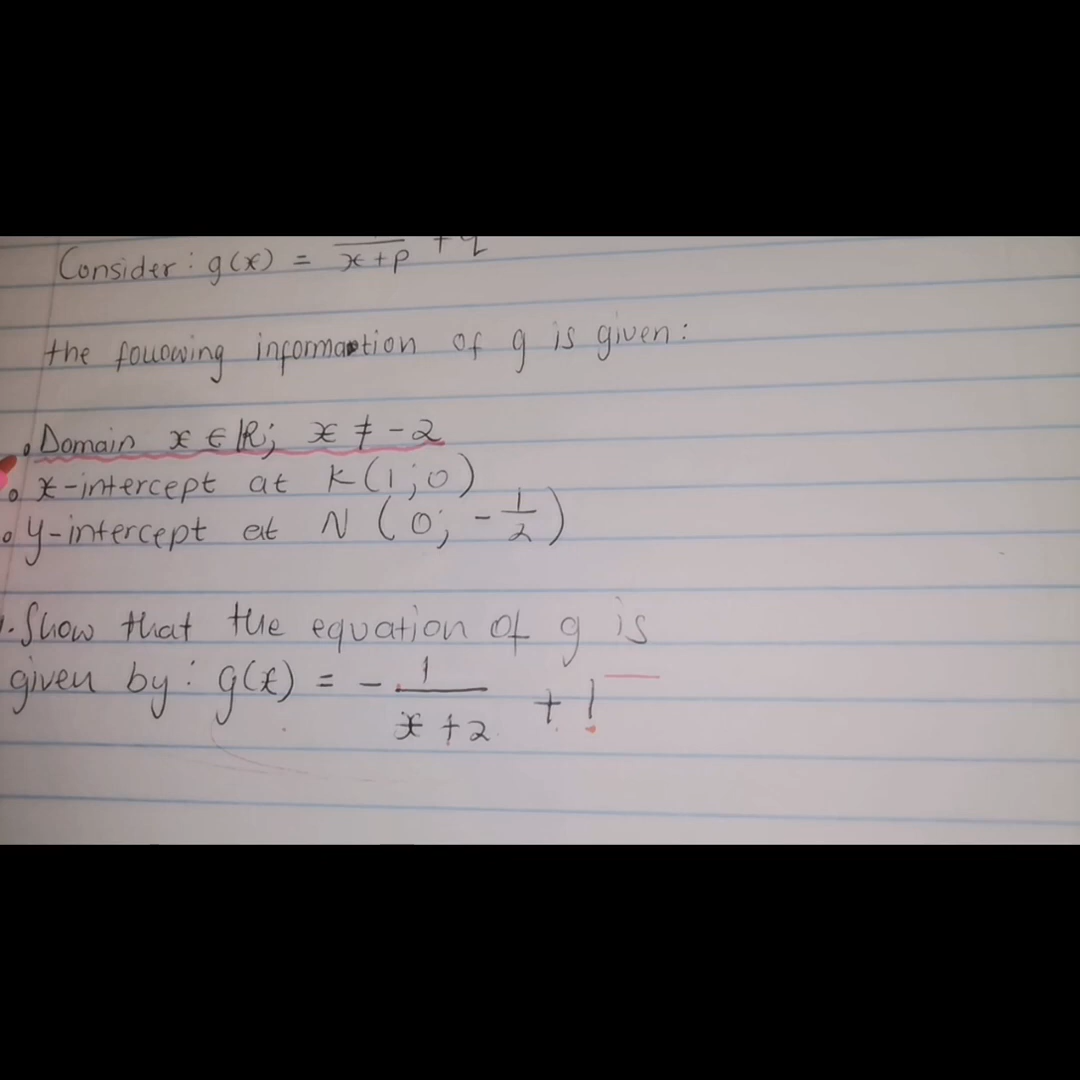 Consider: g(x) = ― / x+p + q
the following information of g is given:
• Domain x ∈ ℝ; x ≠ -2
• x-intercept at K(1;0)
• y-intercept at N (0; -1/2)
1. Show that the equation of g is
given by: g(x) = - 1/(x+2) + 1